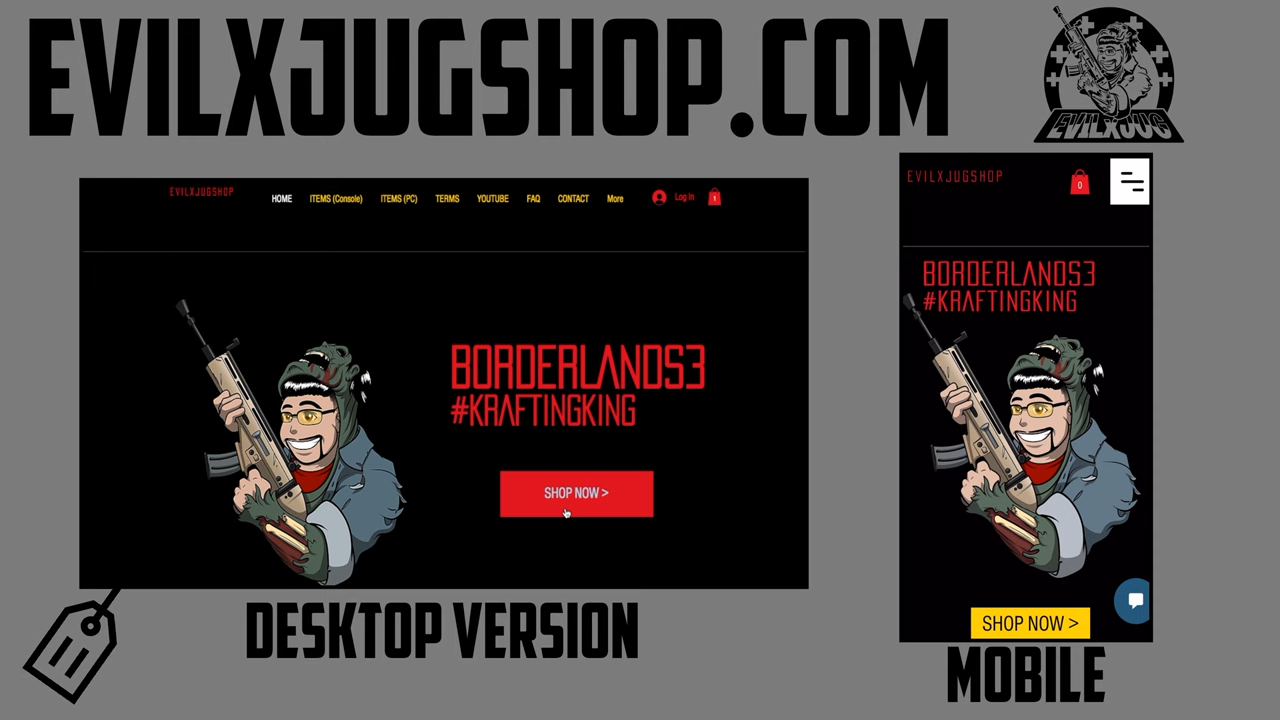 EVILXJUGSHOP.COM
EVILXJUG
EVILXJUGSHOP
HOME ITEMS (Console) ITEMS (PC) TERMS YOUTUBE FAQ CONTACT More Log In 1
BORDERLANDS3
#KRAFTINGKING
SHOP NOW >
DESKTOP VERSION
EVILXJUGSHOP
0
BORDERLANDS3
#KRAFTINGKING
SHOP NOW >
MOBILE